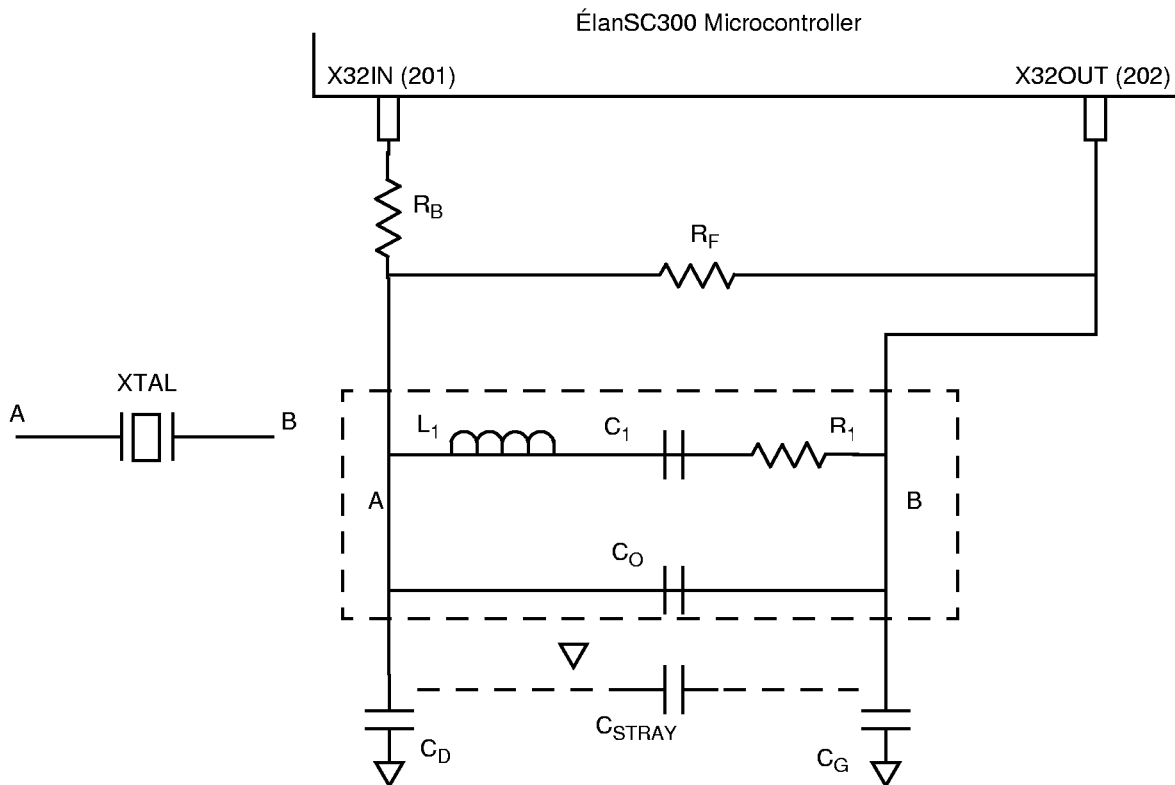 ÉlanSC300 Microcontroller
X32IN (201)
X32OUT (202)
RB
RF
XTAL
A
B
L1
C1
R1
A
B
CO
CSTRAY
CD
CG